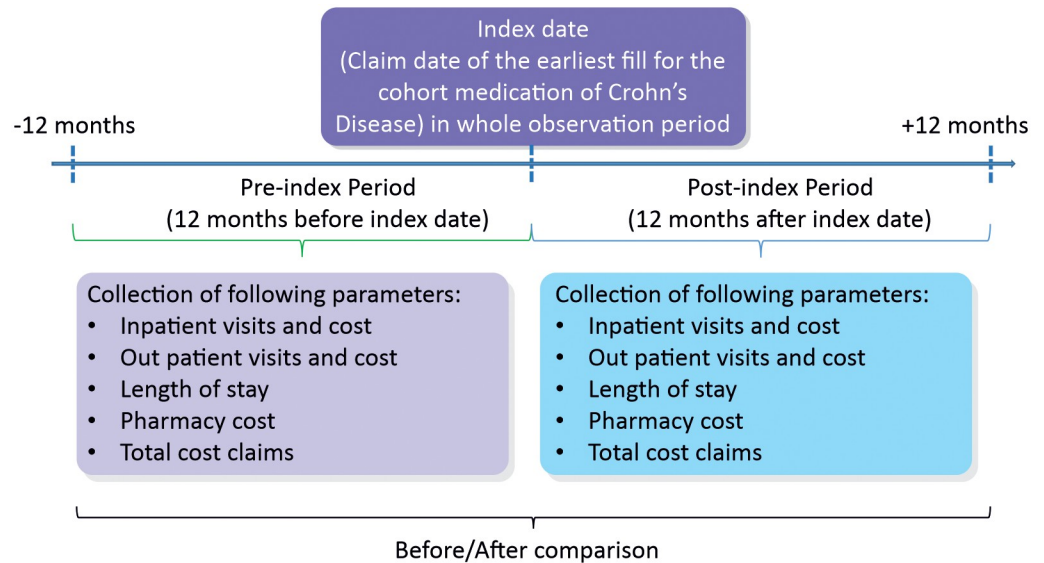 Index date
(Claim date of the earliest fill for the
cohort medication of Crohn’s
Disease) in whole observation period
-12 months
+12 months
Pre-index Period
(12 months before index date)
Post-index Period
(12 months after index date)
Collection of following parameters:
• Inpatient visits and cost
• Out patient visits and cost
• Length of stay
• Pharmacy cost
• Total cost claims
Collection of following parameters:
• Inpatient visits and cost
• Out patient visits and cost
• Length of stay
• Pharmacy cost
• Total cost claims
Before/After comparison